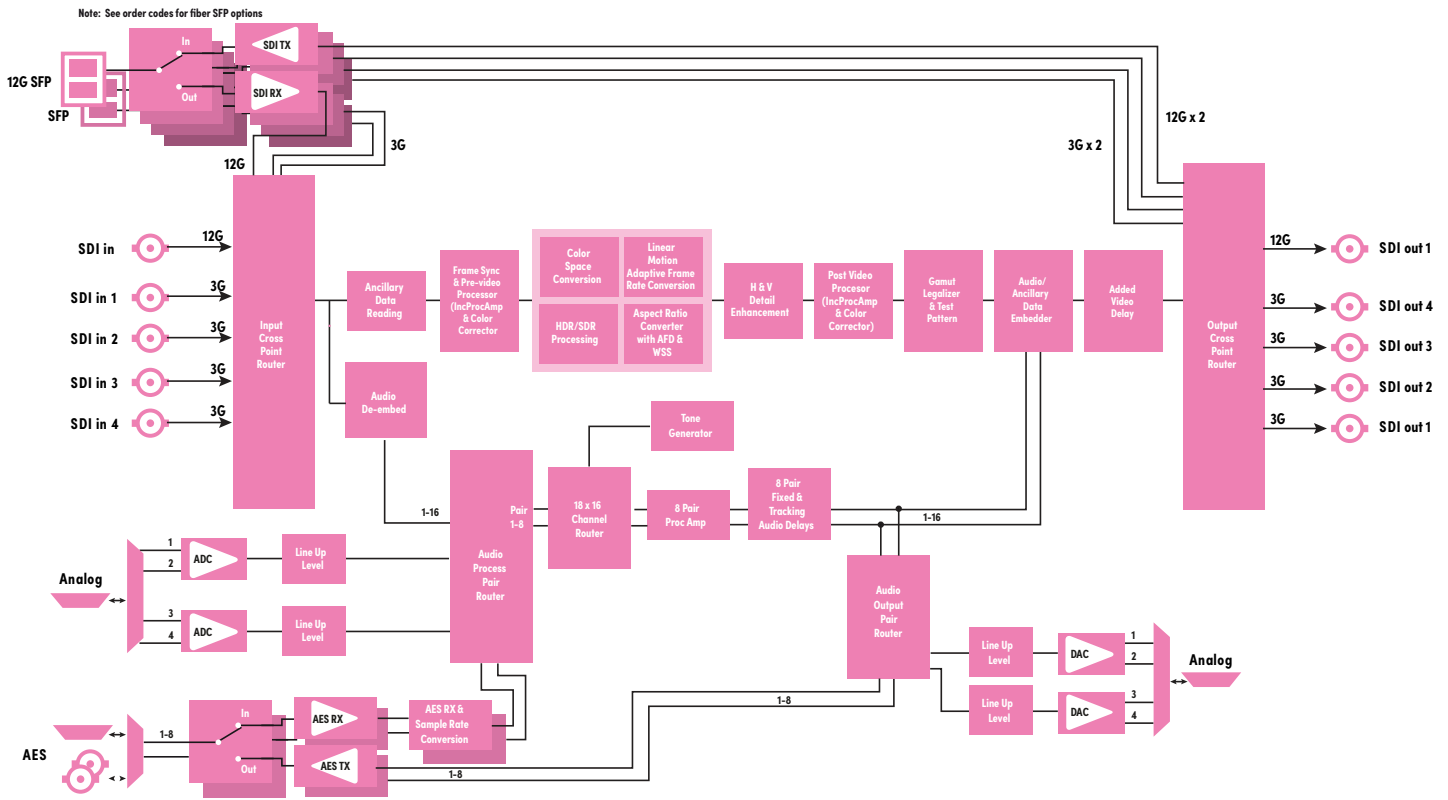 Note: See order codes for fiber SFP options
In
SDI TX
12G SFP
SDI RX
Out
SFP
12G x 2
3G
3G x 2
12G
SDI in
12G
SDI in 1
3G
SDI in 2
3G
SDI in 3
3G
SDI in 4
3G
Input
Cross
Point
Router
Ancillary
Data
Reading
Frame Sync
& Pre-video
Processor
(IncProcAmp
& Color
Corrector
Color
Space
Conversion
Linear
Motion
Adaptive Frame
Rate Conversion
HDR/SDR
Processing
Aspect Ratio
Converter
with AFD &
WSS
H & V
Detail
Enhancement
Post Video
Procesor
(IncProcAmp
& Color
Corrector)
Gamut
Legalizer
& Test
Pattern
Audio/
Ancillary
Data
Embedder
Added
Video
Delay
Output
Cross
Point
Router
12G
SDI out 1
3G
SDI out 4
3G
SDI out 3
3G
SDI out 2
3G
SDI out 1
Audio
De-embed
Tone
Generator
1-16
Pair
1-8
Audio
Process
Pair
Router
18 x 16
Channel
Router
8 Pair
Proc Amp
8 Pair
Fixed &
Tracking
Audio Delays
1-16
Analog
1
2
ADC
Line Up
Level
3
4
ADC
Line Up
Level
Audio
Output
Pair
Router
Line Up
Level
DAC
1
2
Line Up
Level
DAC
3
4
Analog
AES
1-8
In
Out
AES RX
AES TX
AES RX &
Sample Rate
Conversion
1-8
1-8